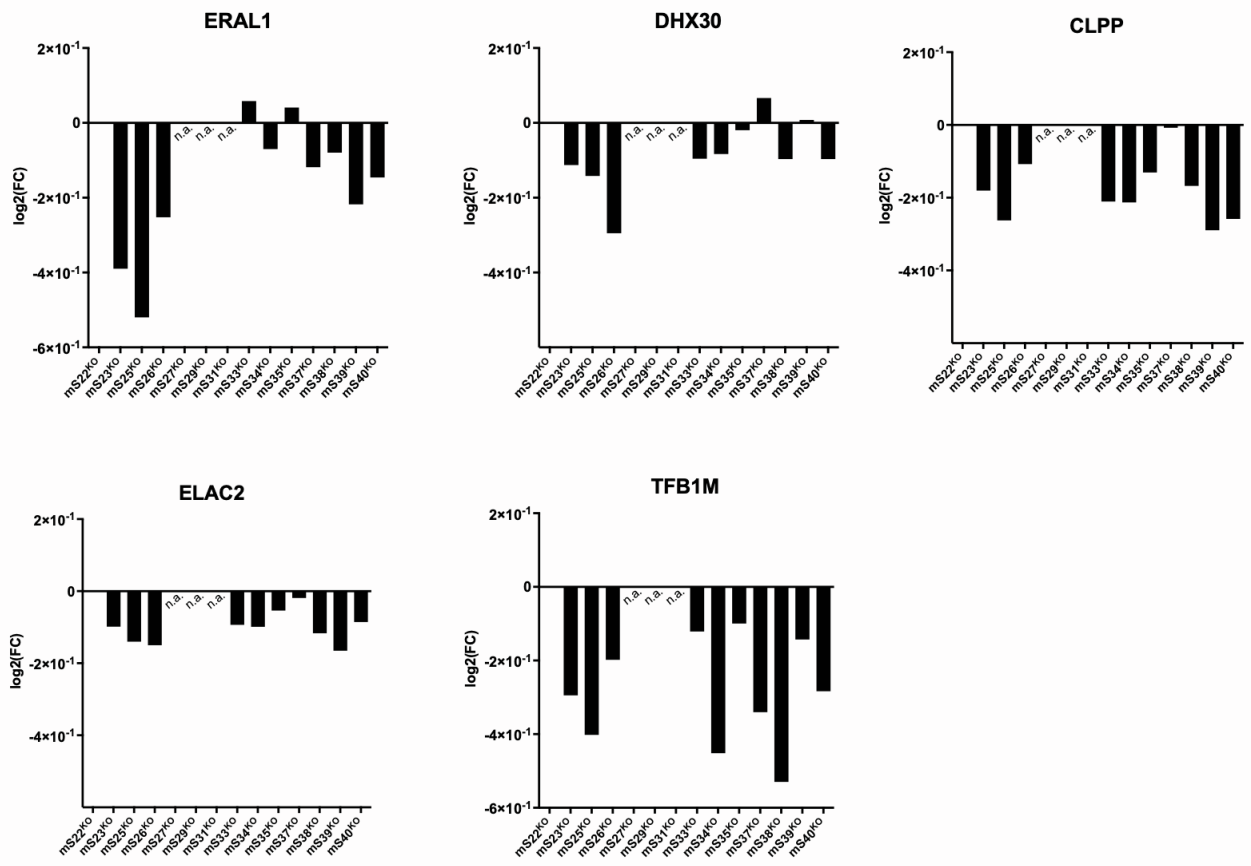 ERAL1
2×10⁻¹
0
-2×10⁻¹
-4×10⁻¹
-6×10⁻¹
log2(FC)
n.a. n.a. n.a.
mS22ᴷᴼ mS23ᴷᴼ mS25ᴷᴼ mS26ᴷᴼ mS27ᴷᴼ mS29ᴷᴼ mS31ᴷᴼ mS33ᴷᴼ mS34ᴷᴼ mS35ᴷᴼ mS37ᴷᴼ mS38ᴷᴼ mS39ᴷᴼ mS40ᴷᴼ
DHX30
2×10⁻¹
0
-2×10⁻¹
-4×10⁻¹
log2(FC)
n.a. n.a. n.a.
mS22ᴷᴼ mS23ᴷᴼ mS25ᴷᴼ mS26ᴷᴼ mS27ᴷᴼ mS29ᴷᴼ mS31ᴷᴼ mS33ᴷᴼ mS34ᴷᴼ mS35ᴷᴼ mS37ᴷᴼ mS38ᴷᴼ mS39ᴷᴼ mS40ᴷᴼ
CLPP
2×10⁻¹
0
-2×10⁻¹
-4×10⁻¹
log2(FC)
n.a. n.a. n.a.
mS22ᴷᴼ mS23ᴷᴼ mS25ᴷᴼ mS26ᴷᴼ mS27ᴷᴼ mS29ᴷᴼ mS31ᴷᴼ mS33ᴷᴼ mS34ᴷᴼ mS35ᴷᴼ mS37ᴷᴼ mS38ᴷᴼ mS39ᴷᴼ mS40ᴷᴼ
ELAC2
2×10⁻¹
0
-2×10⁻¹
-4×10⁻¹
log2(FC)
n.a. n.a. n.a.
mS22ᴷᴼ mS23ᴷᴼ mS25ᴷᴼ mS26ᴷᴼ mS27ᴷᴼ mS29ᴷᴼ mS31ᴷᴼ mS33ᴷᴼ mS34ᴷᴼ mS35ᴷᴼ mS37ᴷᴼ mS38ᴷᴼ mS39ᴷᴼ mS40ᴷᴼ
TFB1M
2×10⁻¹
0
-2×10⁻¹
-4×10⁻¹
-6×10⁻¹
log2(FC)
n.a. n.a. n.a.
mS22ᴷᴼ mS23ᴷᴼ mS25ᴷᴼ mS26ᴷᴼ mS27ᴷᴼ mS29ᴷᴼ mS31ᴷᴼ mS33ᴷᴼ mS34ᴷᴼ mS35ᴷᴼ mS37ᴷᴼ mS38ᴷᴼ mS39ᴷᴼ mS40ᴷᴼ